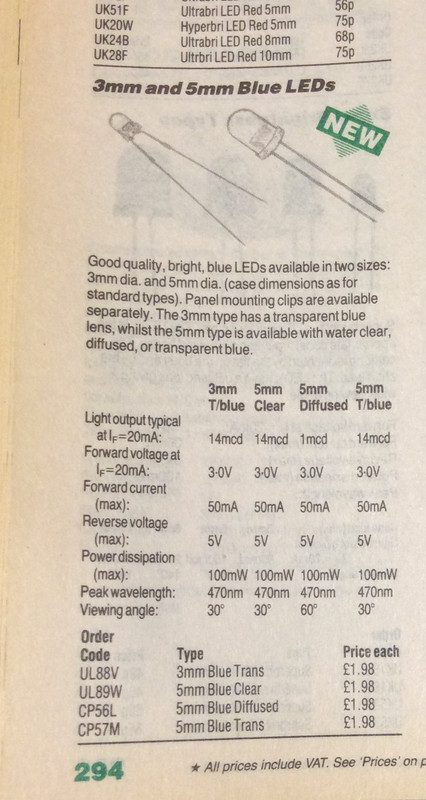 UK51F Ultrabri LED Red 5mm 56p
UK20W Hyperbri LED Red 5mm 75p
UK24B Ultrabri LED Red 8mm 68p
UK28F Ultrbri LED Red 10mm 75p
3mm and 5mm Blue LEDs
NEW
Good quality, bright, blue LEDs available in two sizes:
3mm dia. and 5mm dia. (case dimensions as for
standard types). Panel mounting clips are available
separately. The 3mm type has a transparent blue
lens, whilst the 5mm type is available with water clear,
diffused, or transparent blue.
3mm 5mm 5mm 5mm
T/blue Clear Diffused T/blue
Light output typical
at IF=20mA: 14mcd 14mcd 1mcd 14mcd
Forward voltage at
IF=20mA: 3·0V 3·0V 3.0V 3·0V
Forward current
(max): 50mA 50mA 50mA 50mA
Reverse voltage
(max): 5V 5V 5V 5V
Power dissipation
(max): 100mW 100mW 100mW 100mW
Peak wavelength: 470nm 470nm 470nm 470nm
Viewing angle: 30° 30° 60° 30°
Order
Code Type Price each
UL88V 3mm Blue Trans £1.98
UL89W 5mm Blue Clear £1.98
CP56L 5mm Blue Diffused £1.98
CP57M 5mm Blue Trans £1.98
294 ★ All prices include VAT. See 'Prices' on p